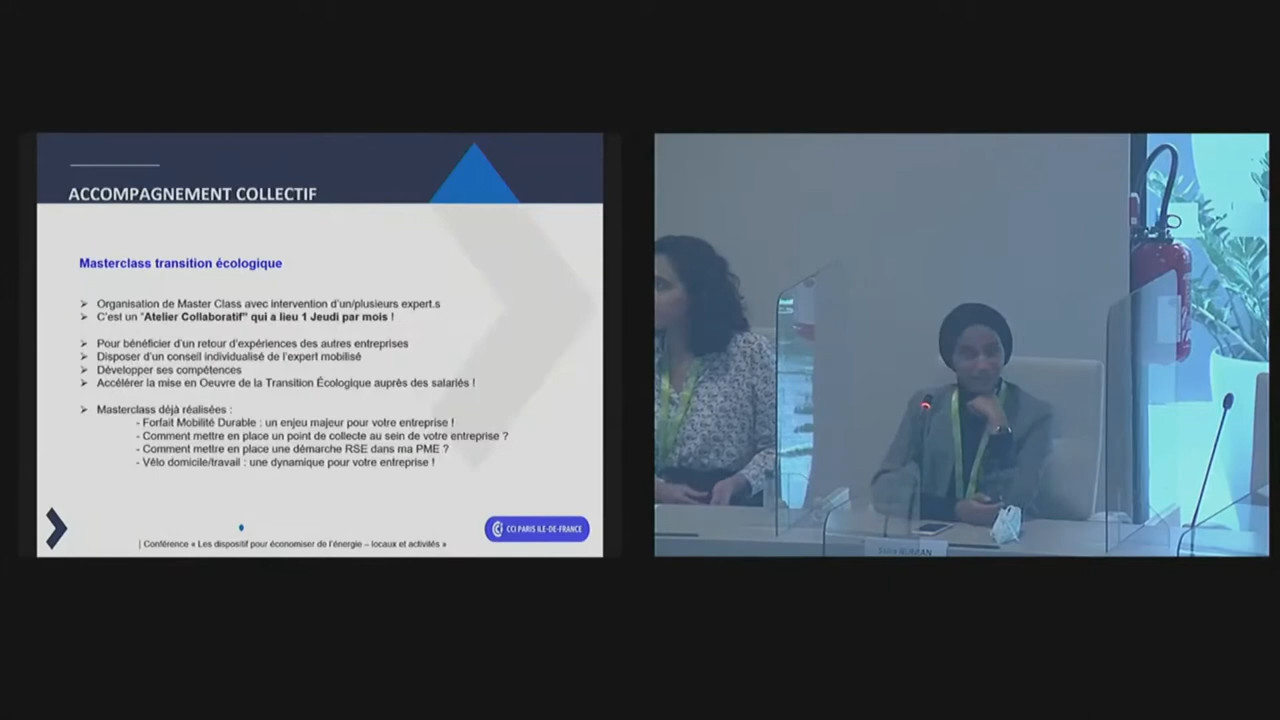 ACCOMPAGNEMENT COLLECTIF
Masterclass transition écologique
➢ Organisation de Master Class avec intervention d'un/plusieurs expert.s
➢ C'est un "Atelier Collaboratif" qui a lieu 1 Jeudi par mois !
➢ Pour bénéficier d'un retour d'expériences des autres entreprises
➢ Disposer d'un conseil individualisé de l'expert mobilisé
➢ Développer ses compétences
➢ Accélérer la mise en Oeuvre de la Transition Écologique auprès des salariés !
➢ Masterclass déjà réalisées :
- Forfait Mobilité Durable : un enjeu majeur pour votre entreprise !
- Comment mettre en place un point de collecte au sein de votre entreprise ?
- Comment mettre en place une démarche RSE dans ma PME ?
- Vélo domicile/travail : une dynamique pour votre entreprise !
CCI PARIS ILE-DE-FRANCE
| Conférence « Les dispositif pour économiser de l'énergie – locaux et activités »